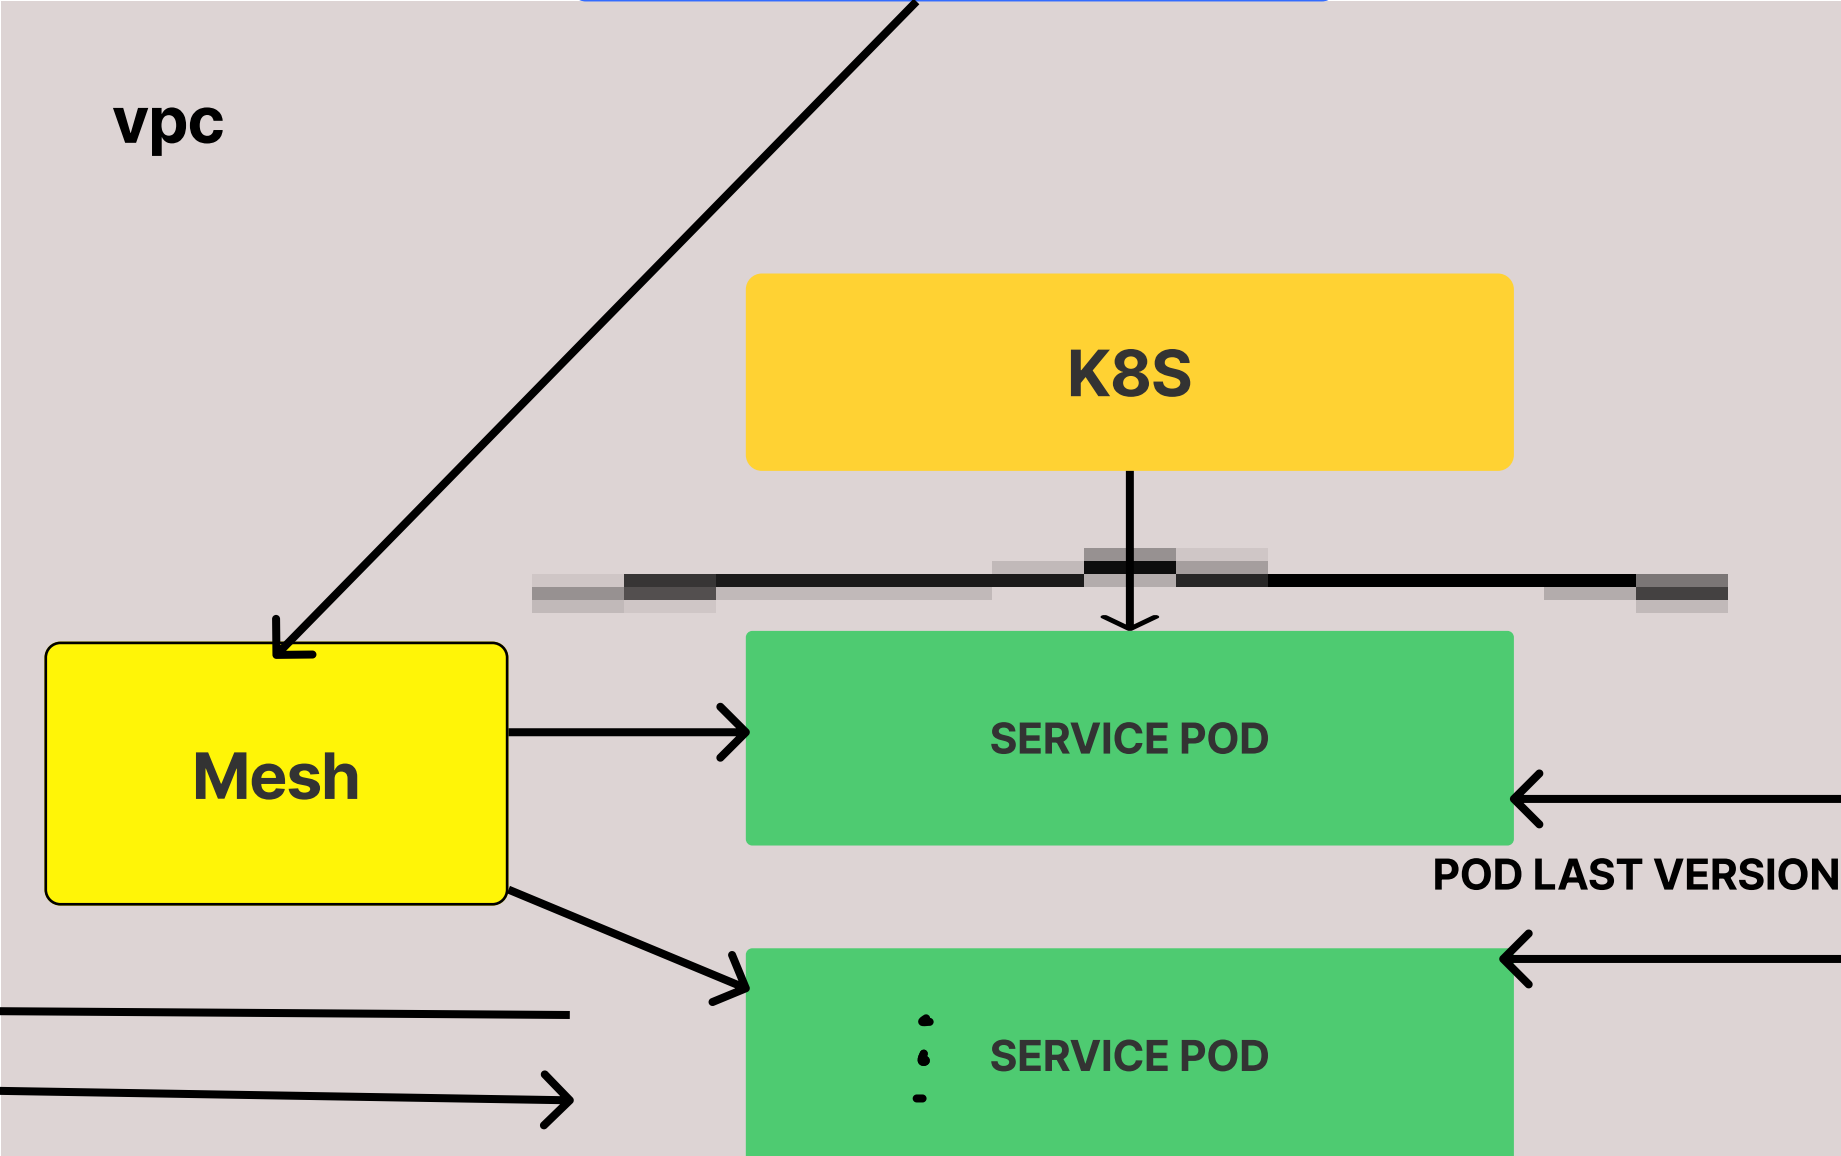 vpc
K8S
Mesh
SERVICE POD
POD LAST VERSION
SERVICE POD